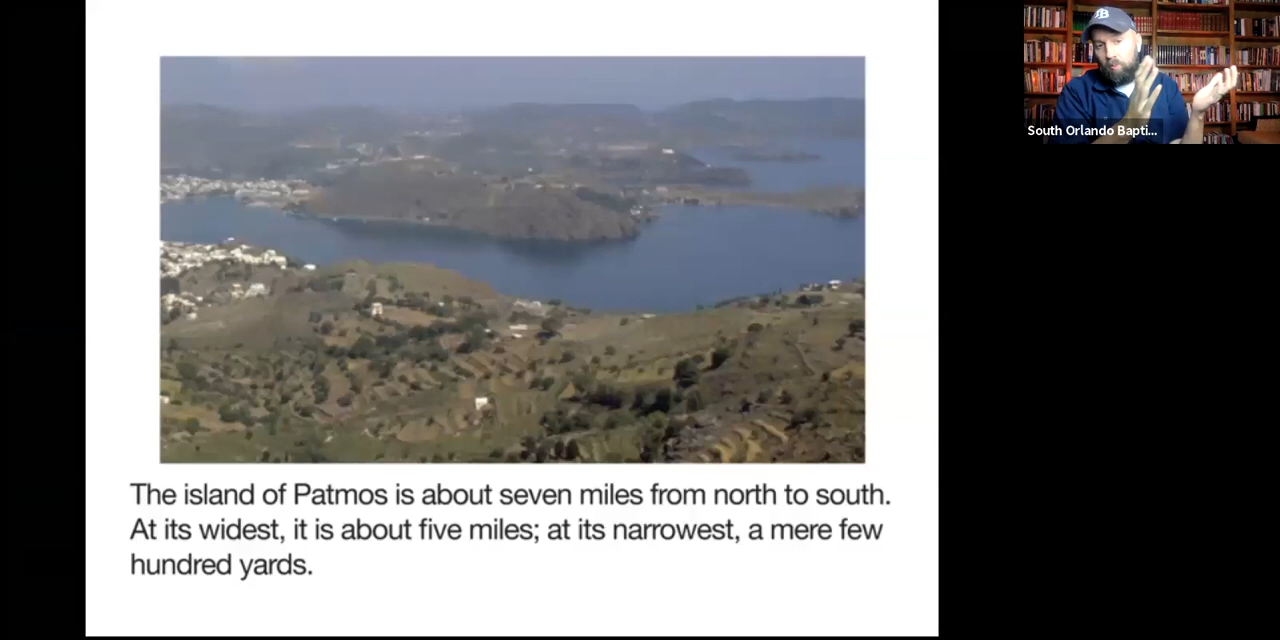 The island of Patmos is about seven miles from north to south.
At its widest, it is about five miles; at its narrowest, a mere few
hundred yards.
South Orlando Bapti...